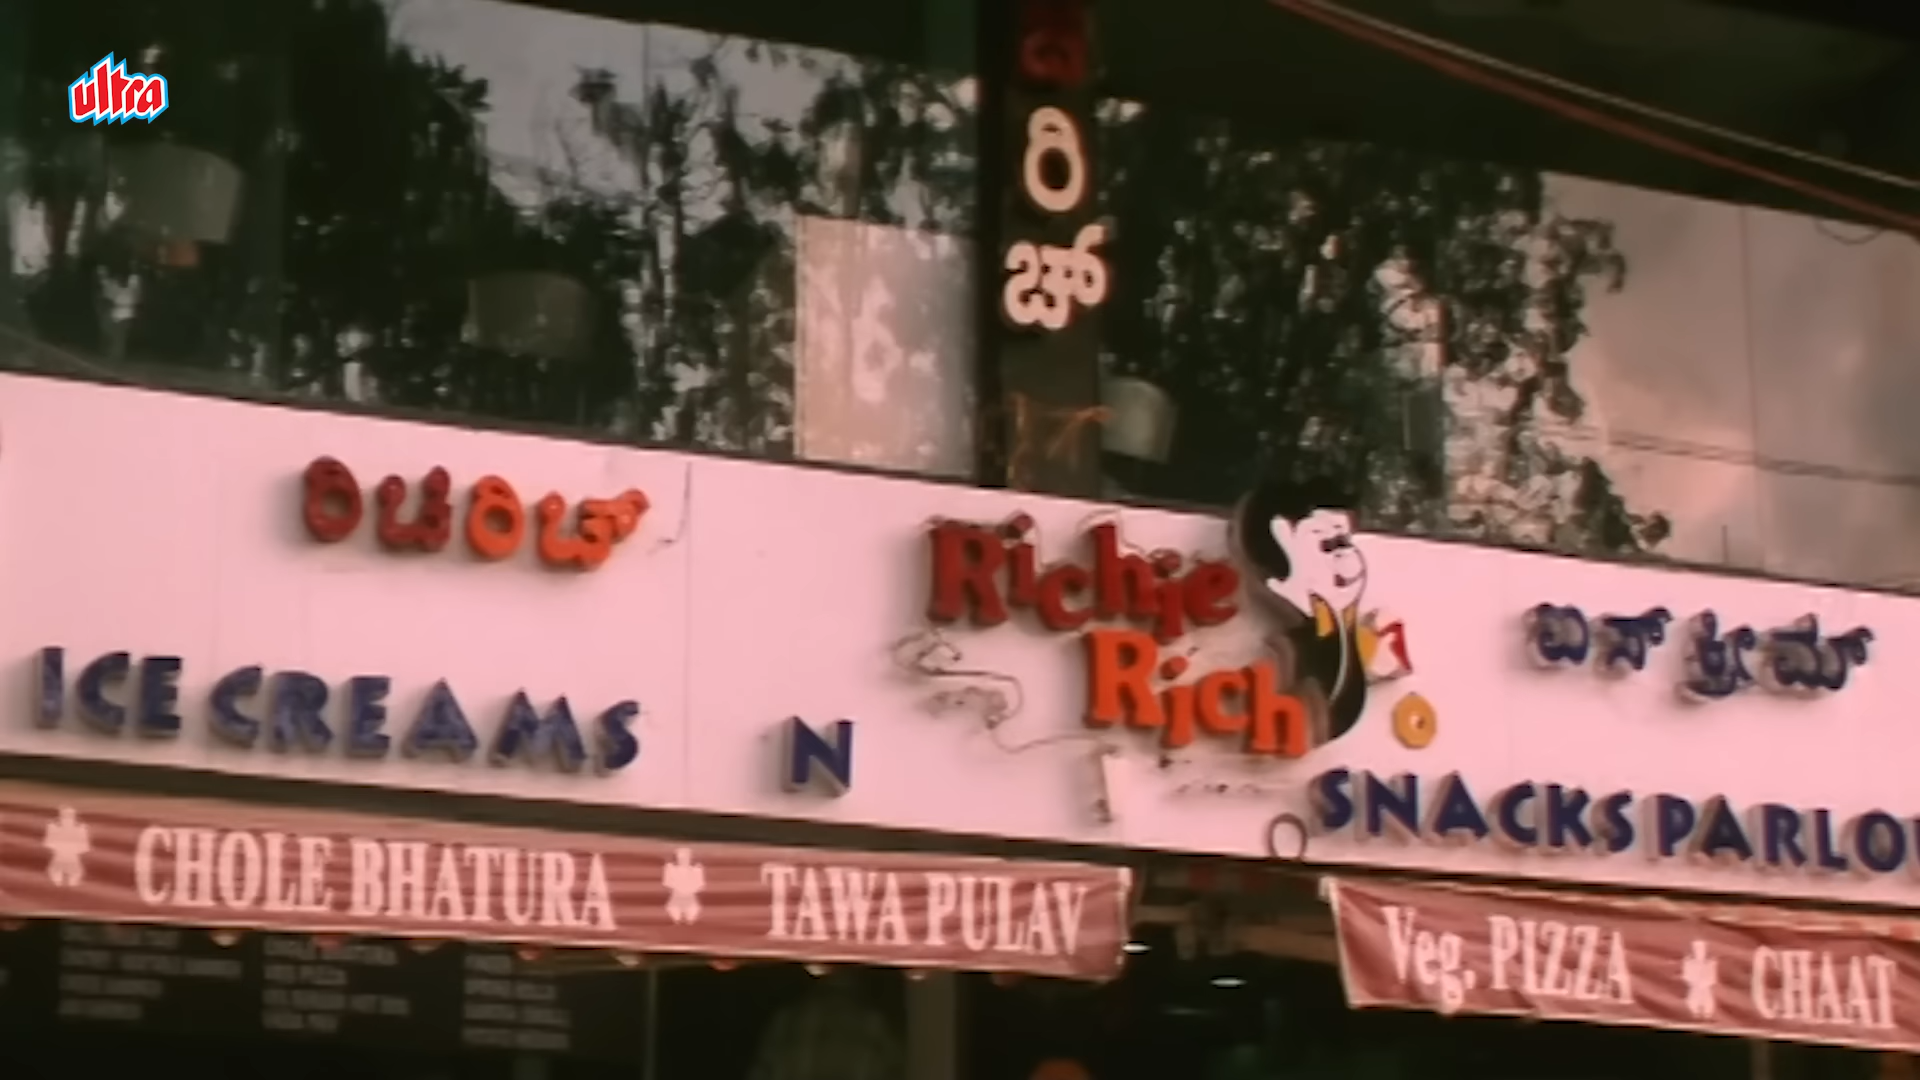 ultra
ರಿ
ಚ್
ರಿಚಿರಿಚ್
Richie
Rich
ಐಸ್ ಕ್ರೀಮ್
ICE CREAMS N
SNACKS PARLO
CHOLE BHATURA * TAWA PULAV
Veg. PIZZA * CHAAT